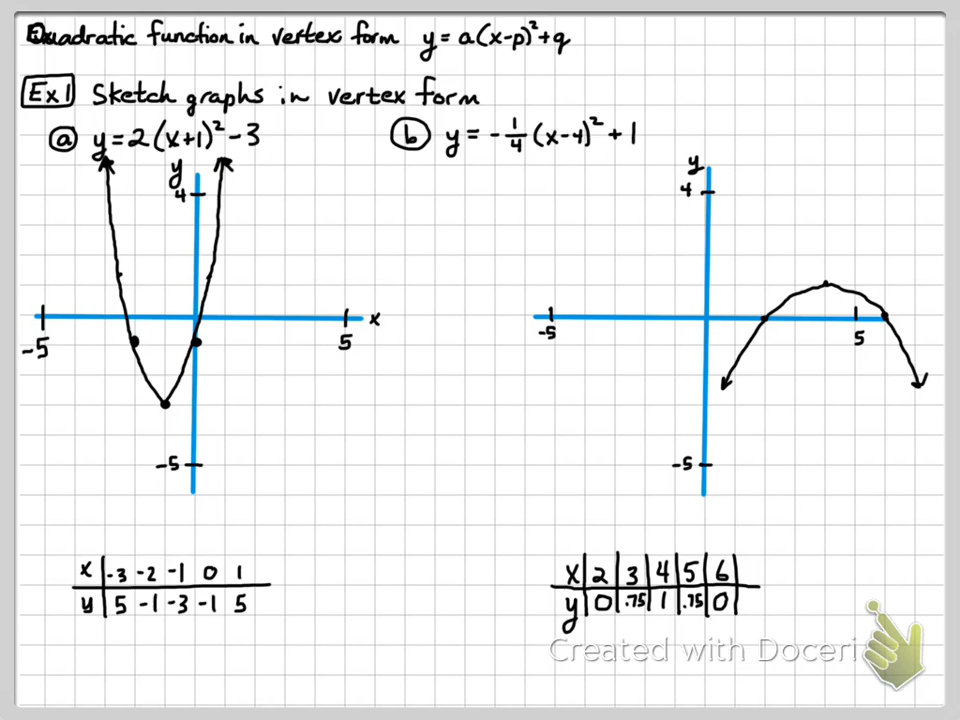 Quadratic function in vertex form y = a(x-p)²+q
Ex1 Sketch graphs in vertex form
a y=2(x+1)²-3
b y = -1/4(x-4)²+1
y
4
-5
5
x
-5
y
4
-5
5
-5
x -3 -2 -1 0 1
y 5 -1 -3 -1 5
x 2 3 4 5 6
y 0 .75 1 .75 0
Created with Doceri